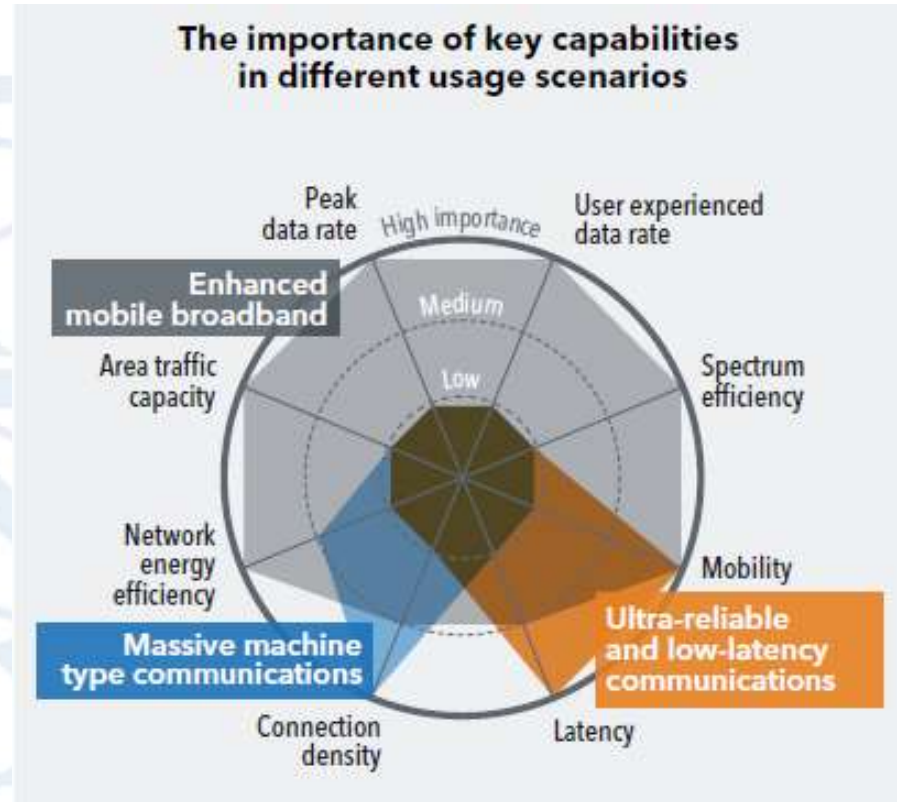 The importance of key capabilities
in different usage scenarios
Peak
data rate
High importance
User experienced
data rate
Enhanced
mobile broadband
Medium
Area traffic
capacity
Low
Spectrum
efficiency
Network
energy
efficiency
Mobility
Massive machine
type communications
Ultra-reliable
and low-latency
communications
Connection
density
Latency